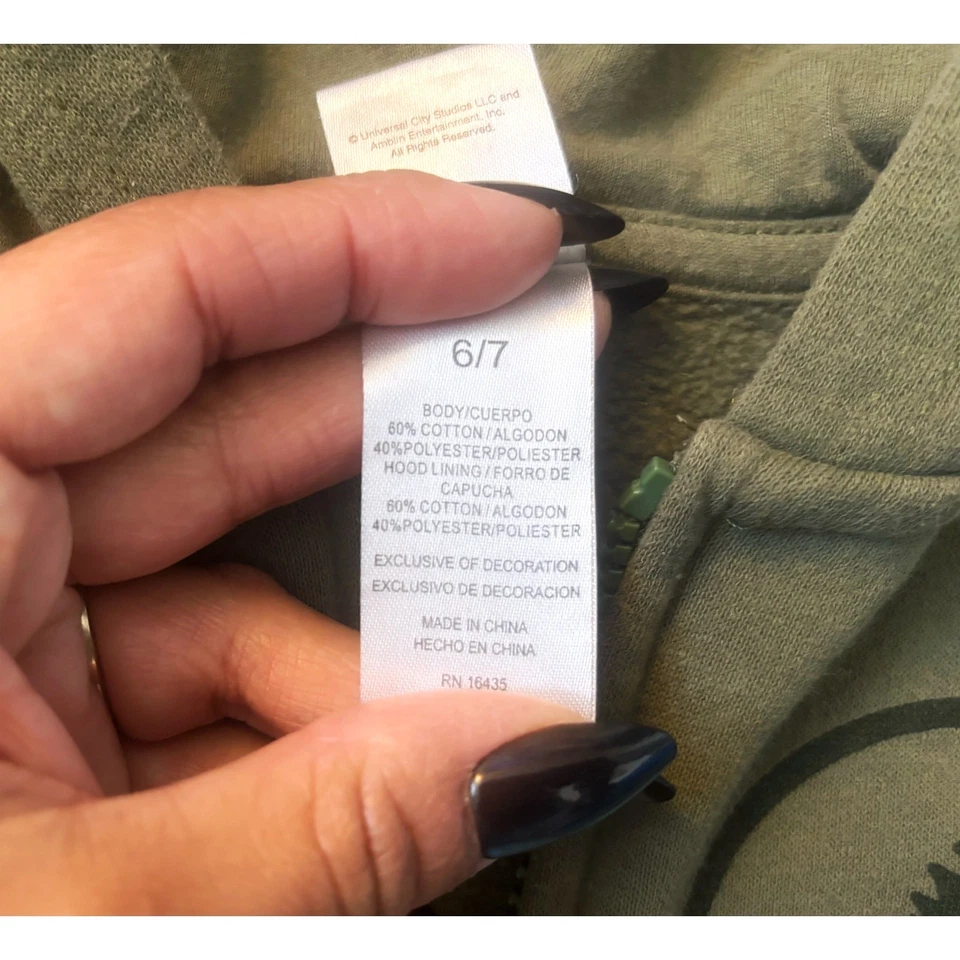 © Universal City Studios LLC and
Amblin Entertainment, Inc.
All Rights Reserved.
6/7
BODY/CUERPO
60% COTTON/ALGODON
40%POLYESTER/POLIESTER
HOOD LINING/FORRO DE
CAPUCHA
60% COTTON/ALGODON
40%POLYESTER/POLIESTER
EXCLUSIVE OF DECORATION
EXCLUSIVO DE DECORACION
MADE IN CHINA
HECHO EN CHINA
RN 16435